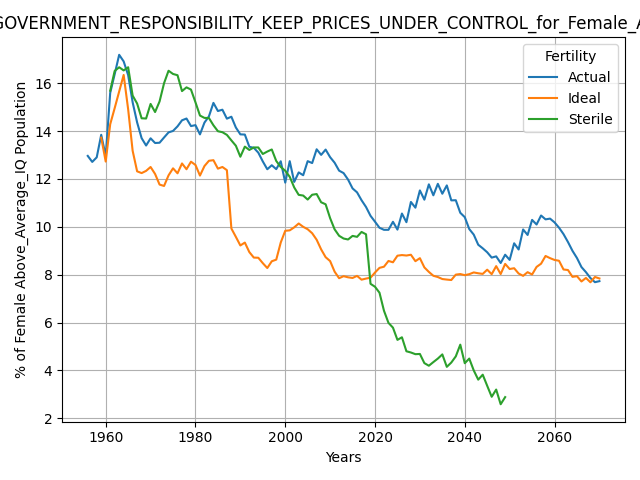 GOVERNMENT_RESPONSIBILITY_KEEP_PRICES_UNDER_CONTROL_for_Female_A
Fertility
Actual
Ideal
Sterile
% of Female Above_Average_IQ Population
16
14
12
10
8
6
4
2
1960 1980 2000 2020 2040 2060
Years